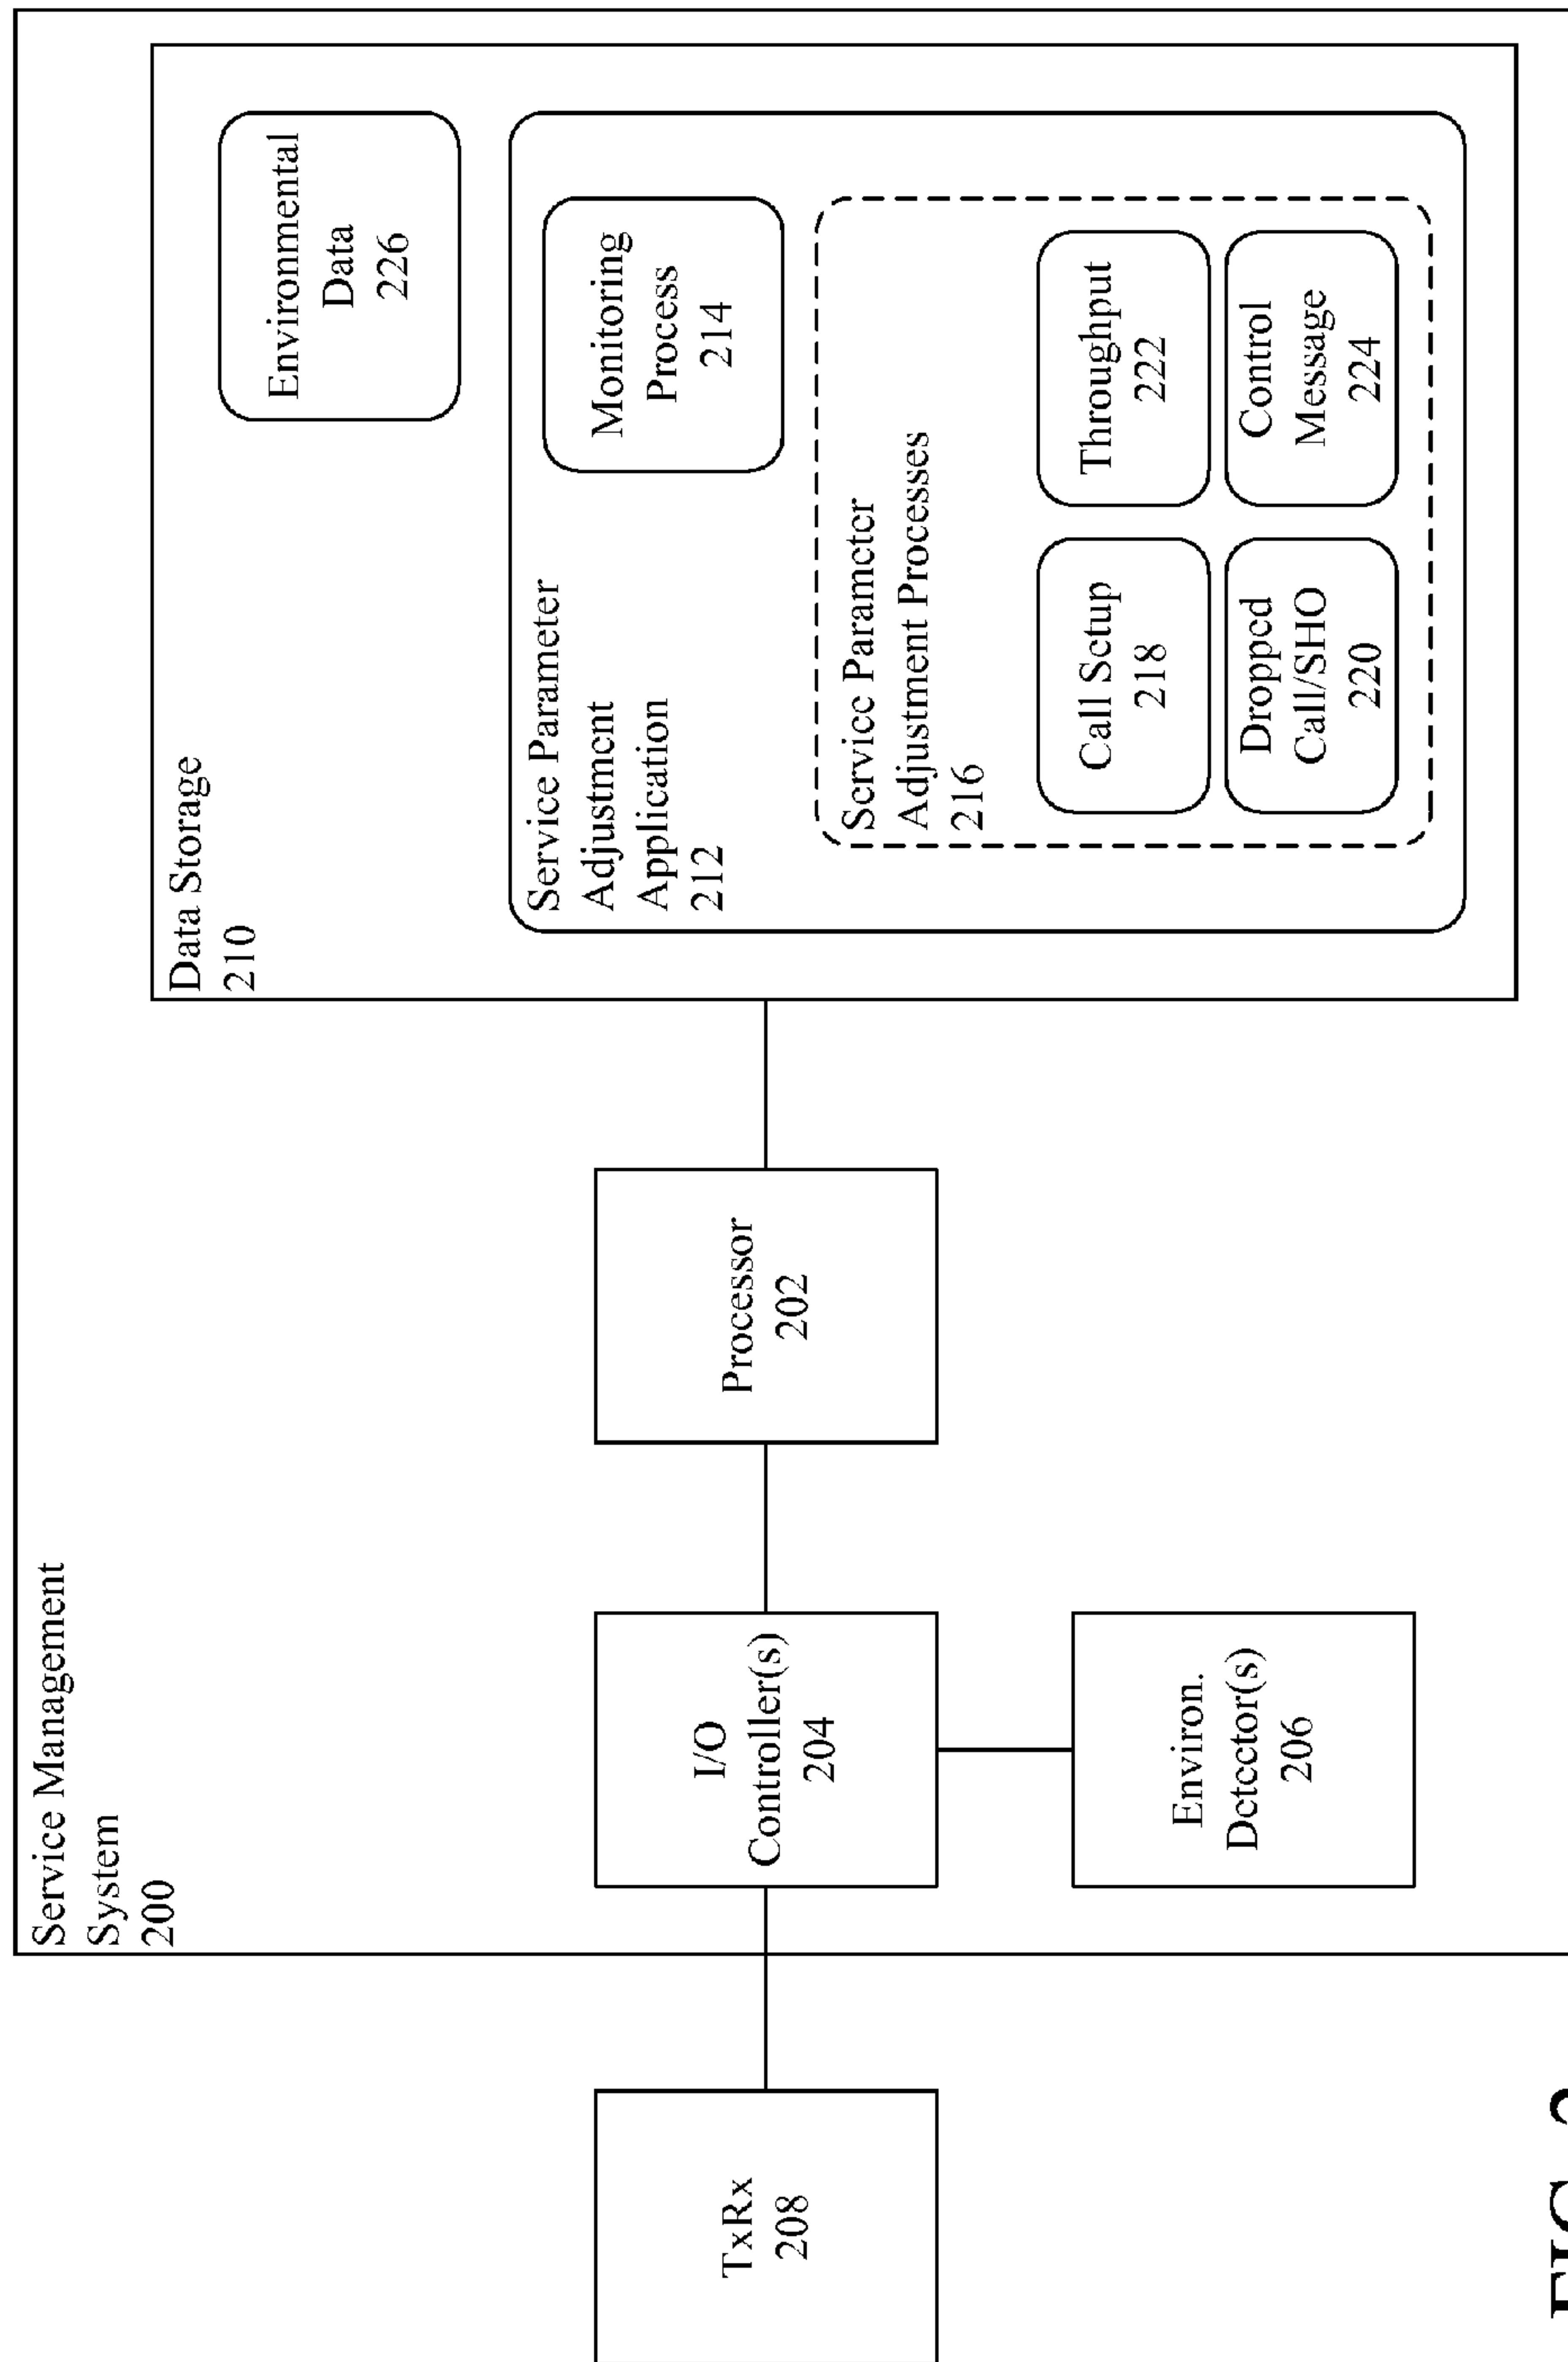 Service Management
System
200
TxRx
208
I/O
Controller(s)
204
Environ.
Detector(s)
206
Processor
202
Data Storage
210
Environmental
Data
226
Service Parameter
Adjustment
Application
212
Monitoring
Process
214
Service Parameter
Adjustment Processes
216
Call Setup
218
Throughput
222
Dropped
Call/SHO
220
Control
Message
224